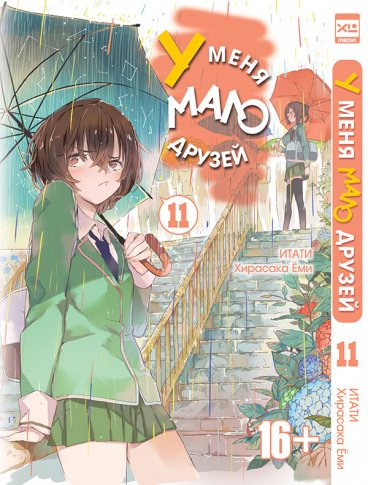 У МЕНЯ
МАЛО
ДРУЗЕЙ
11
ИТАТИ
Хирасака Ёми
16+
XL
MEDIA
У МЕНЯ МАЛО ДРУЗЕЙ
11
ИТАТИ
Хирасака Ёми